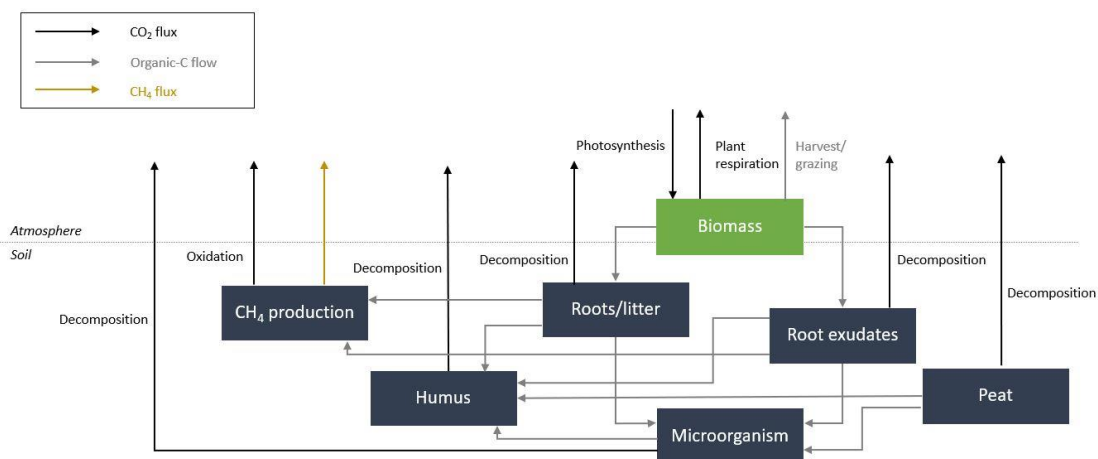 CO₂ flux
Organic-C flow
CH₄ flux
Photosynthesis
Plant
respiration
Harvest/
grazing
Biomass
Atmosphere
Soil
Oxidation
Decomposition
Decomposition
Decomposition
Decomposition
Decomposition
CH₄ production
Roots/litter
Root exudates
Humus
Peat
Microorganism